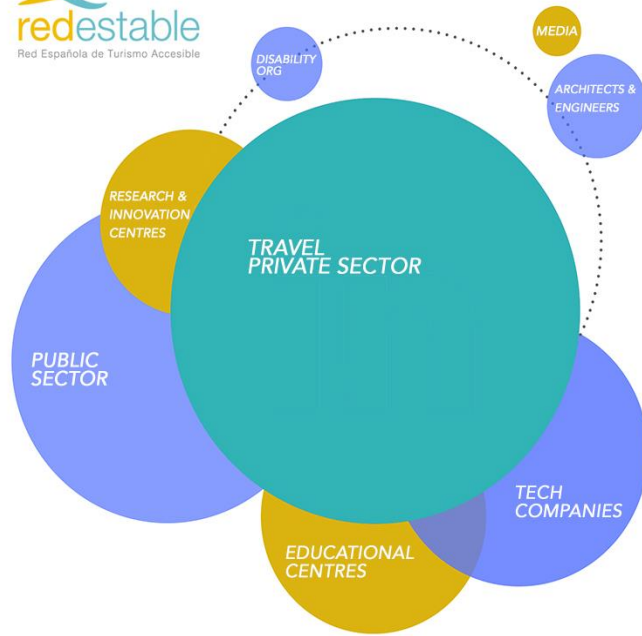 redestable
Red Española de Turismo Accesible
MEDIA
DISABILITY
ORG
ARCHITECTS &
ENGINEERS
RESEARCH &
INNOVATION
CENTRES
TRAVEL
PRIVATE SECTOR
PUBLIC
SECTOR
TECH
COMPANIES
EDUCATIONAL
CENTRES